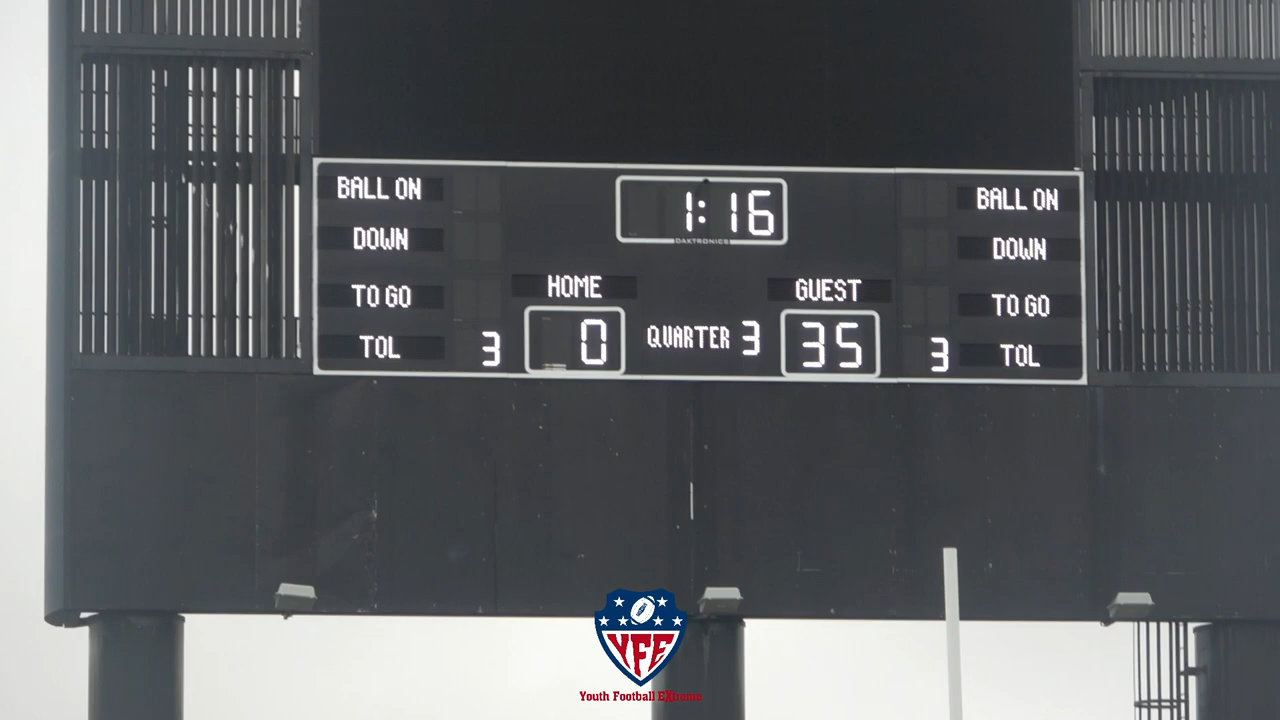 BALL ON
DOWN
TO GO
TOL 3
1:16
DAKTRONICS
HOME
0
QUARTER 3
GUEST
35
BALL ON
DOWN
TO GO
3 TOL
YFE
Youth Football EXtreme